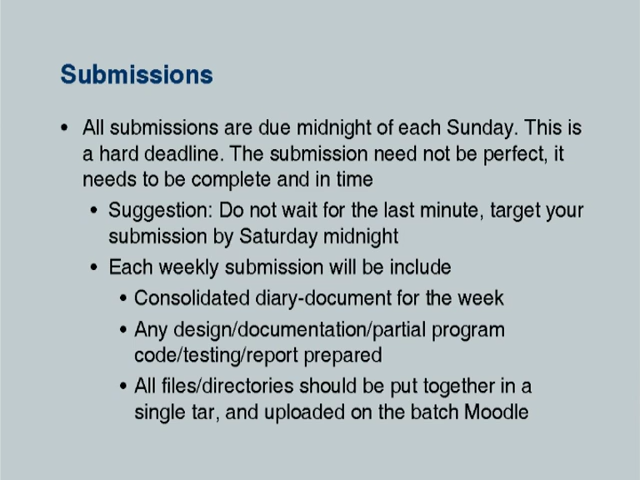 Submissions
• All submissions are due midnight of each Sunday. This is
a hard deadline. The submission need not be perfect, it
needs to be complete and in time
• Suggestion: Do not wait for the last minute, target your
submission by Saturday midnight
• Each weekly submission will be include
• Consolidated diary-document for the week
• Any design/documentation/partial program
code/testing/report prepared
• All files/directories should be put together in a
single tar, and uploaded on the batch Moodle